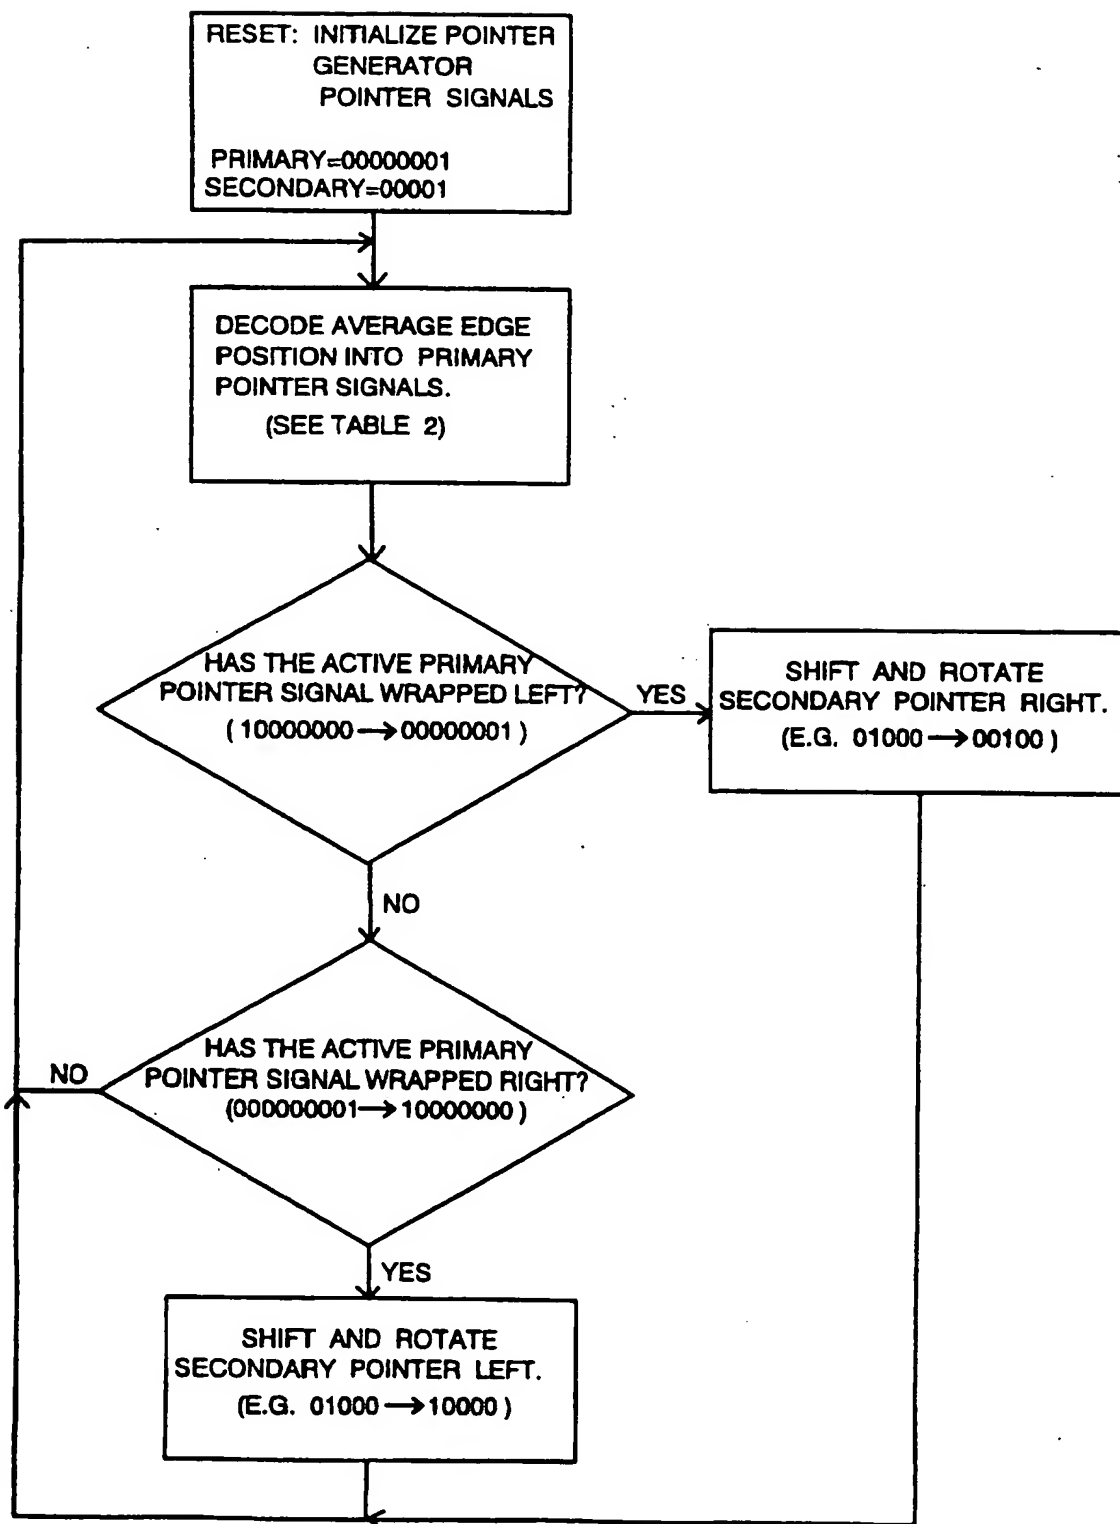 RESET: INITIALIZE POINTER
GENERATOR
POINTER SIGNALS
PRIMARY=00000001
SECONDARY=00001
DECODE AVERAGE EDGE
POSITION INTO PRIMARY
POINTER SIGNALS.
(SEE TABLE 2)
HAS THE ACTIVE PRIMARY
POINTER SIGNAL WRAPPED LEFT?
(10000000→00000001)
YES
SHIFT AND ROTATE
SECONDARY POINTER RIGHT.
(E.G. 01000→00100)
NO
HAS THE ACTIVE PRIMARY
POINTER SIGNAL WRAPPED RIGHT?
(000000001→10000000)
NO
YES
SHIFT AND ROTATE
SECONDARY POINTER LEFT.
(E.G. 01000→10000)